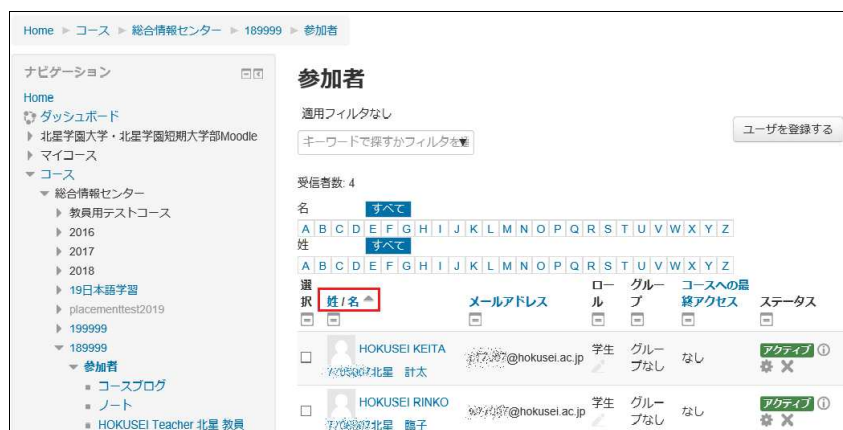 Home ▶ コース ▶ 総合情報センター ▶ 189999 ▶ 参加者
ナビゲーション
Home
ダッシュボード
北星学園大学・北星学園短期大学部Moodle
マイコース
コース
総合情報センター
教員用テストコース
2016
2017
2018
19日本語学習
placementtest2019
199999
189999
参加者
コースブログ
ノート
HOKUSEI Teacher 北星 教員
参加者
適用フィルタなし
キーワードで探すかフィルタを
ユーザを登録する
受信者数: 4
名 すべて
A B C D E F G H I J K L M N O P Q R S T U V W X Y Z
姓 すべて
A B C D E F G H I J K L M N O P Q R S T U V W X Y Z
選択 姓 / 名 メールアドレス ロール グループ コースへの最終アクセス ステータス
HOKUSEI KEITA
北星 計太
@hokusei.ac.jp 学生 グループなし なし アクティブ
HOKUSEI RINKO
北星 臨子
@hokusei.ac.jp 学生 グループなし なし アクティブ